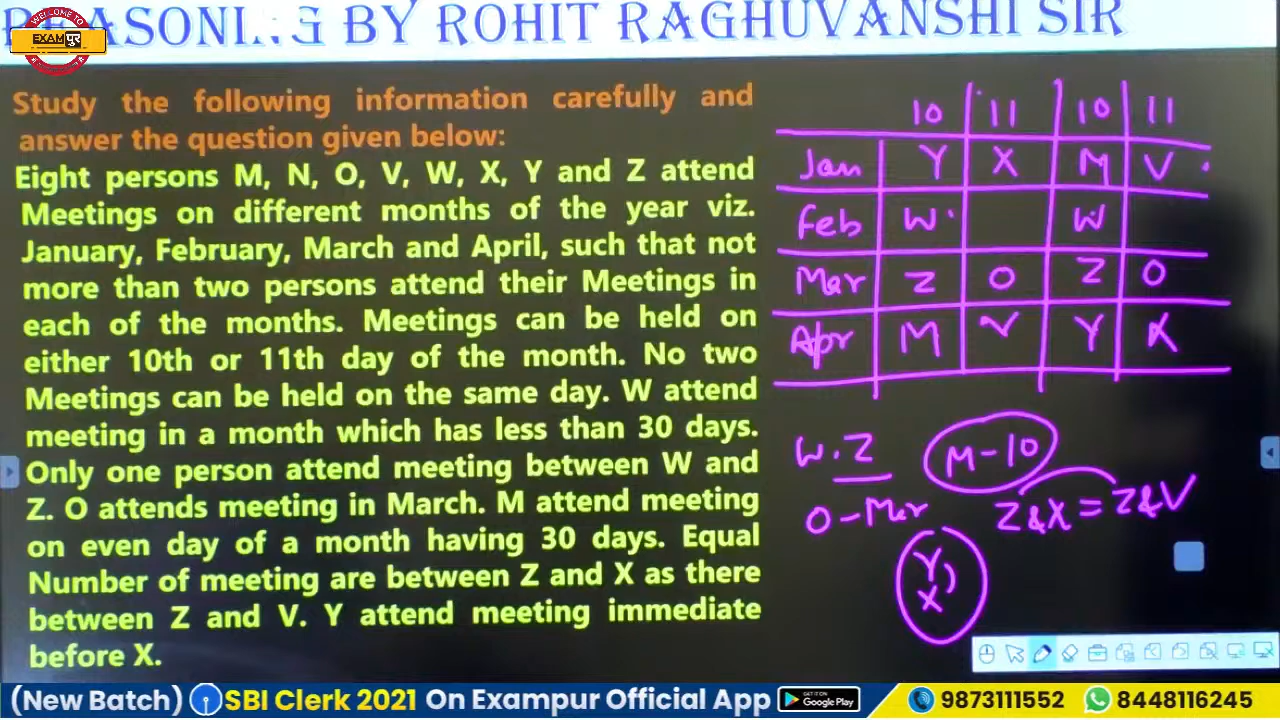 REASONING BY ROHIT RAGHUVANSHI SIR
WELCOME TO
EXAMपुर
Study the following information carefully and
answer the question given below:
Eight persons M, N, O, V, W, X, Y and Z attend
Meetings on different months of the year viz.
January, February, March and April, such that not
more than two persons attend their Meetings in
each of the months. Meetings can be held on
either 10th or 11th day of the month. No two
Meetings can be held on the same day. W attend
meeting in a month which has less than 30 days.
Only one person attend meeting between W and
Z. O attends meeting in March. M attend meeting
on even day of a month having 30 days. Equal
Number of meeting are between Z and X as there
between Z and V. Y attend meeting immediate
before X.
10 11 10 11
Jan Y X M V
Feb W W
Mar Z O Z O
Apr M V Y X
W.Z M-10
O-Mar Z&X=Z&V
Y
X
(New Batch) SBI Clerk 2021 On Exampur Official App GET IT ON Google Play 9873111552 8448116245